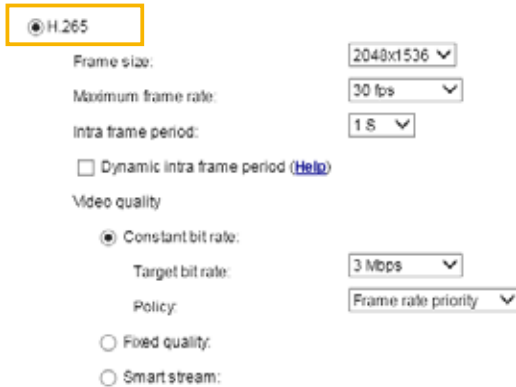 H.265
Frame size: 2048x1536
Maximum frame rate: 30 fps
Intra frame period: 1 S
Dynamic intra frame period (Help)
Video quality
Constant bit rate:
Target bit rate: 3 Mbps
Policy: Frame rate priority
Fixed quality:
Smart stream: